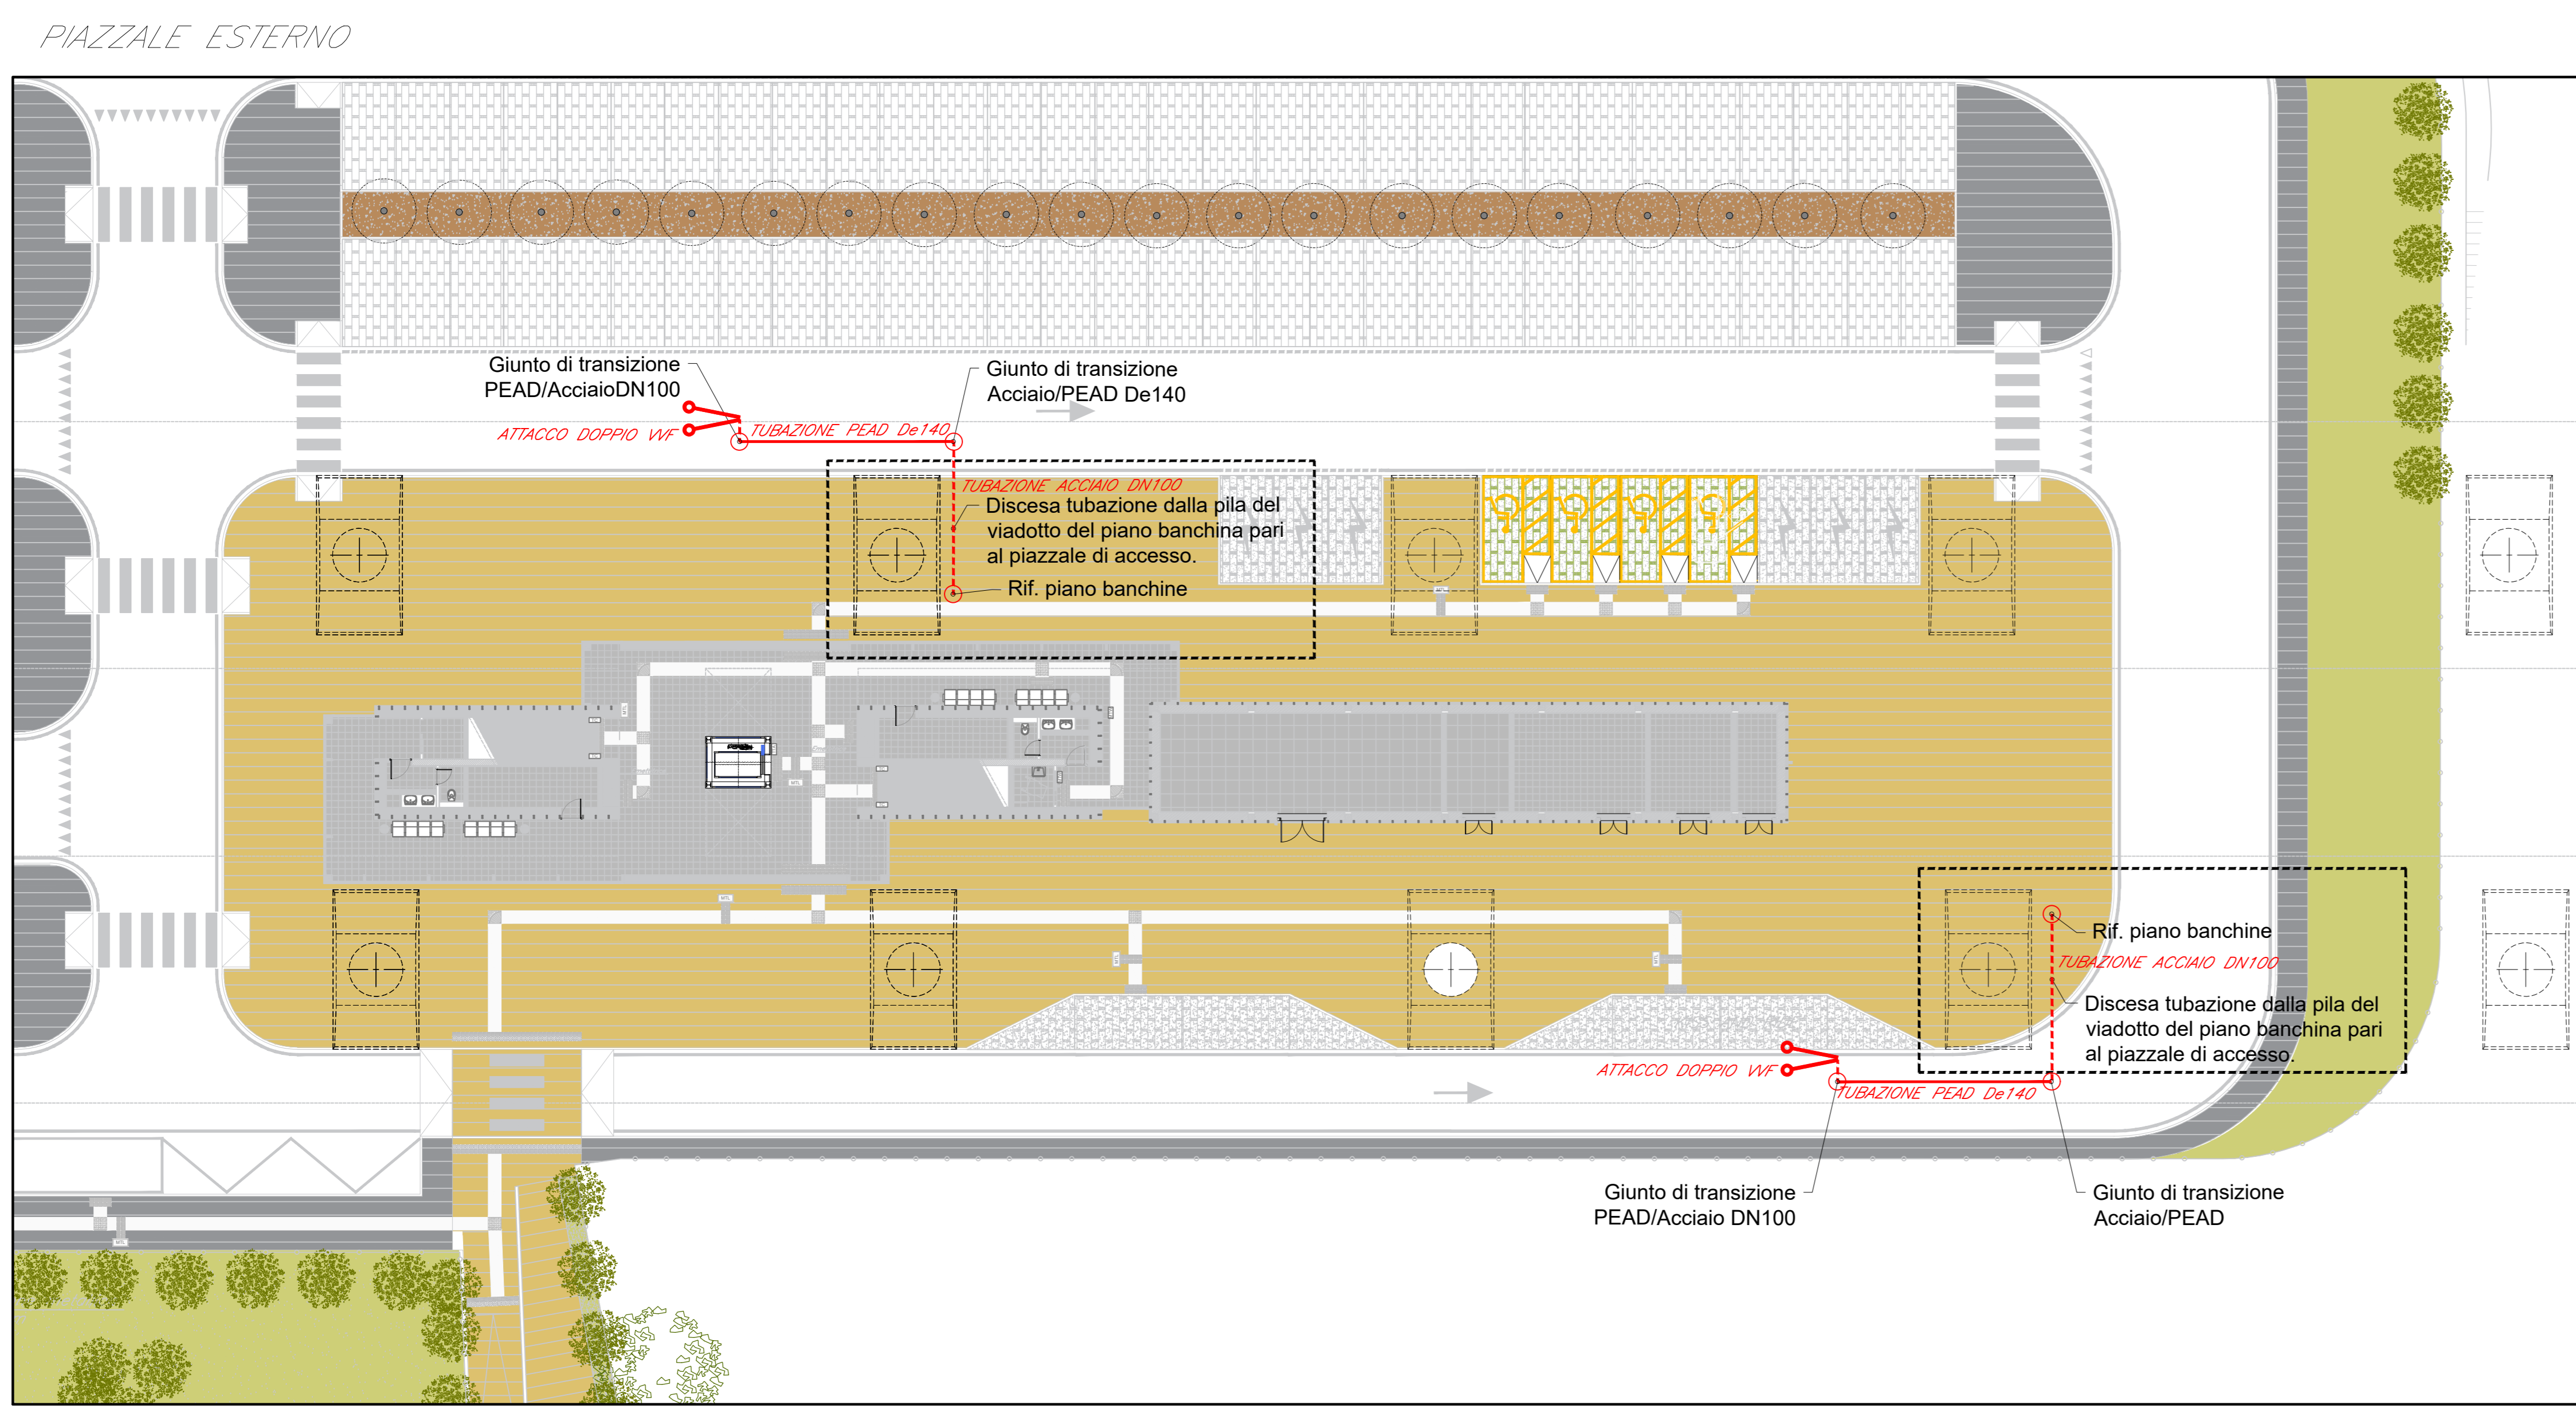 PIAZZALE ESTERNO
Giunto di transizione
PEAD/AcciaioDN100
Giunto di transizione
Acciaio/PEAD De140
ATTACCO DOPPIO VVF
TUBAZIONE PEAD De140
TUBAZIONE ACCIAIO DN100
Discesa tubazione dalla pila del
viadotto del piano banchina pari
al piazzale di accesso.
Rif. piano banchine
Rif. piano banchine
TUBAZIONE ACCIAIO DN100
Discesa tubazione dalla pila del
viadotto del piano banchina pari
al piazzale di accesso.
ATTACCO DOPPIO VVF
TUBAZIONE PEAD De140
Giunto di transizione
PEAD/Acciaio DN100
Giunto di transizione
Acciaio/PEAD